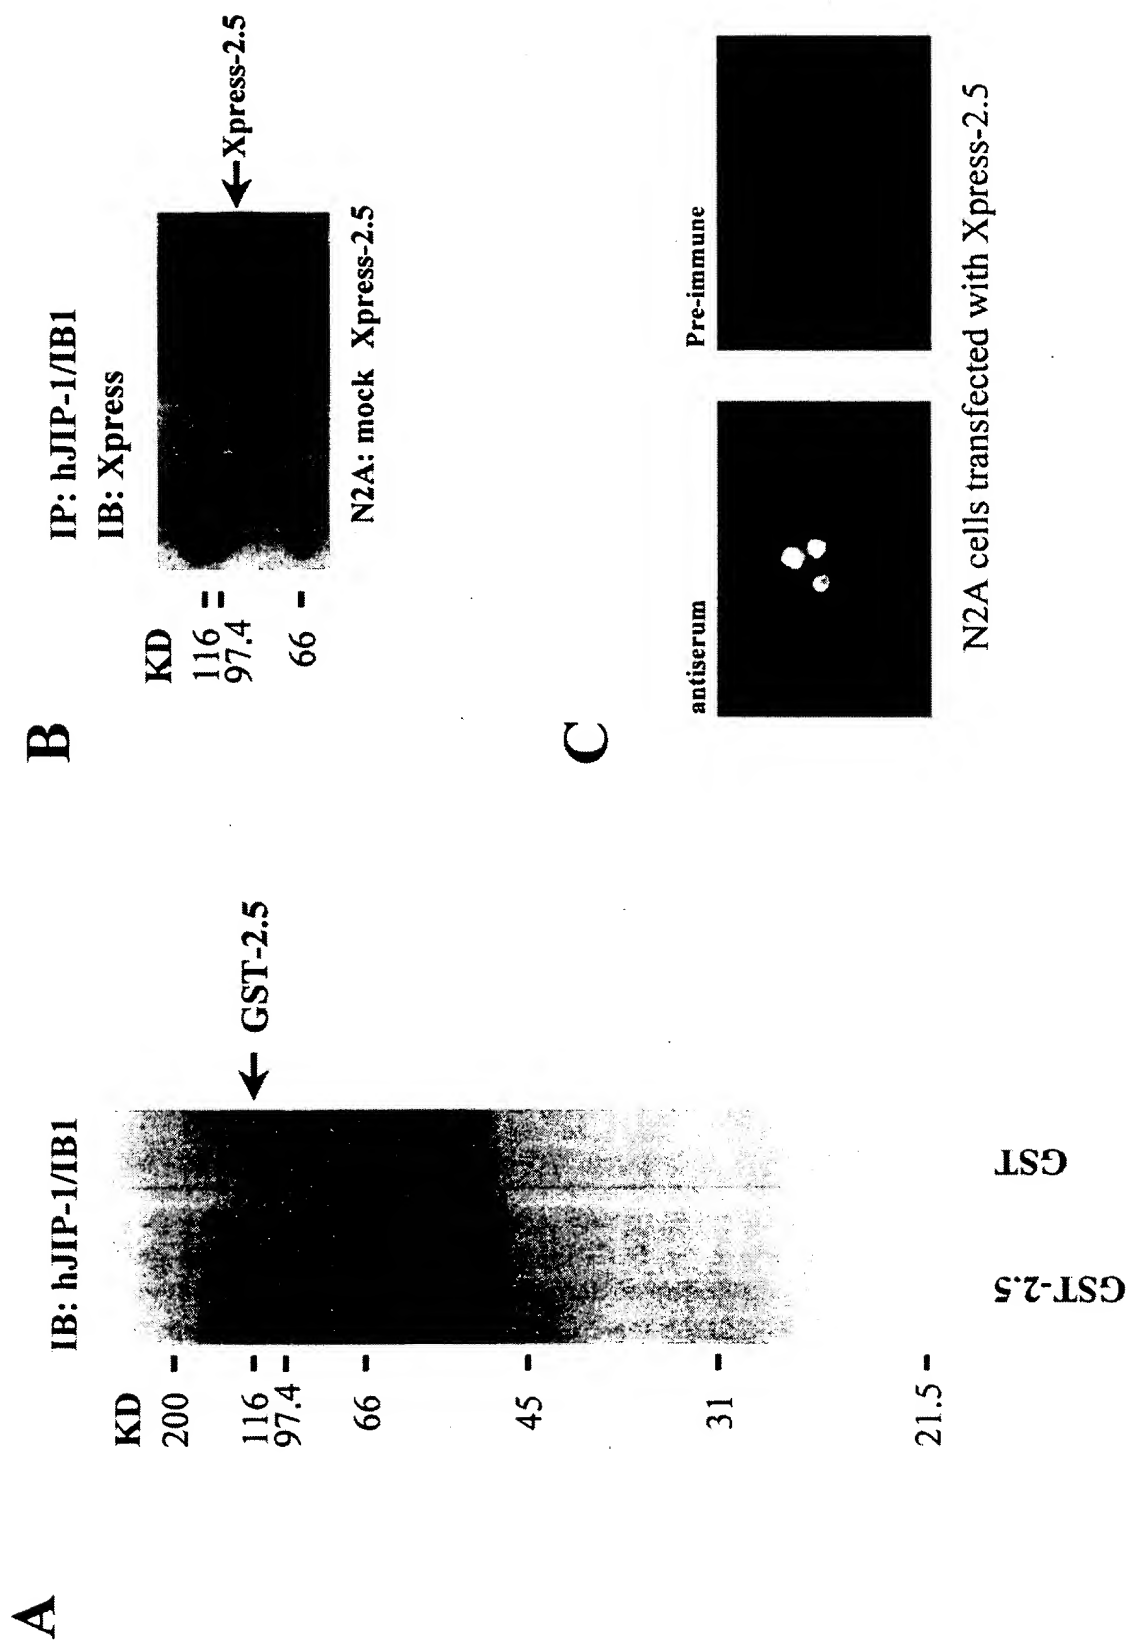 A
IB: hJIP-1/IB1
KD
200
116
97.4
66
45
31
21.5
GST-2.5
GST-2.5
GST
B
IP: hJIP-1/IB1
IB: Xpress
KD
116
97.4
66
Xpress-2.5
N2A: mock Xpress-2.5
C
antiserum
Pre-immune
N2A cells transfected with Xpress-2.5